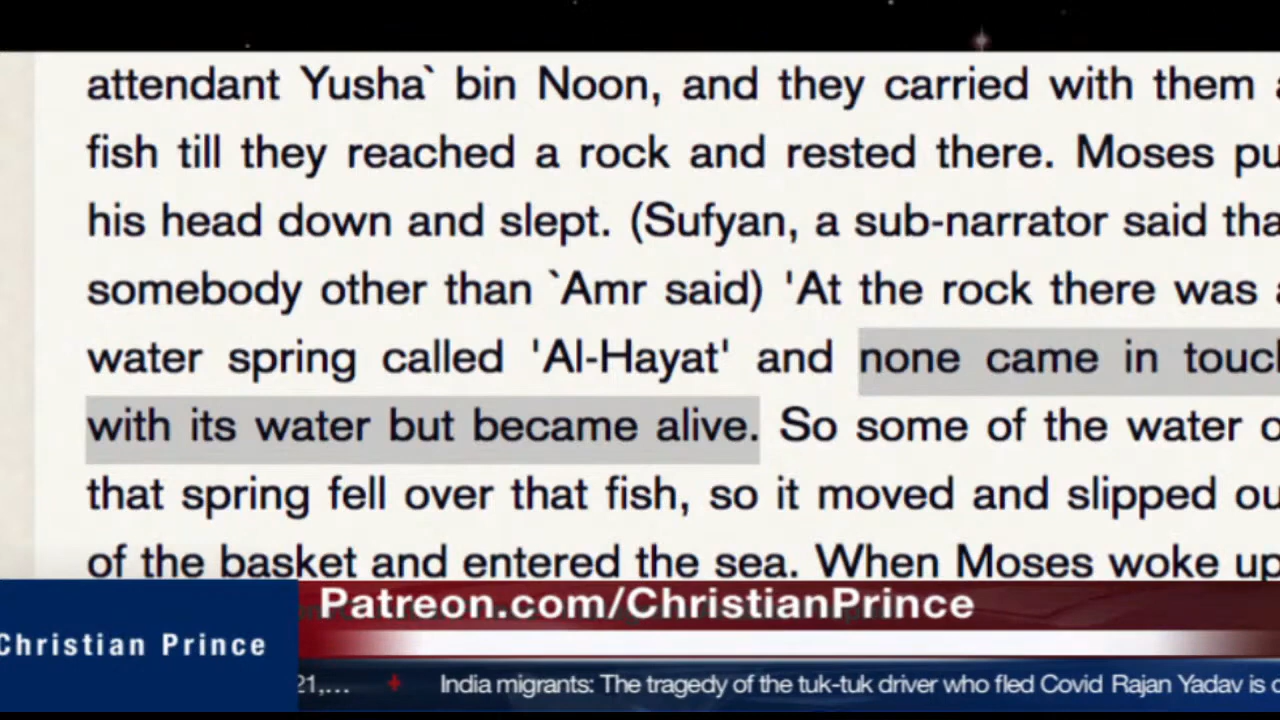 attendant Yusha` bin Noon, and they carried with them
fish till they reached a rock and rested there. Moses
his head down and slept. (Sufyan, a sub-narrator said
somebody other than `Amr said) 'At the rock there was
water spring called 'Al-Hayat' and none came in
with its water but became alive. So some of the water
that spring fell over that fish, so it moved and slipped
of the basket and entered the sea. When Moses woke up
Patreon.com/ChristianPrince
Christian Prince
21,... + India migrants: The tragedy of the tuk-tuk driver who fled Covid Rajan Yadav is